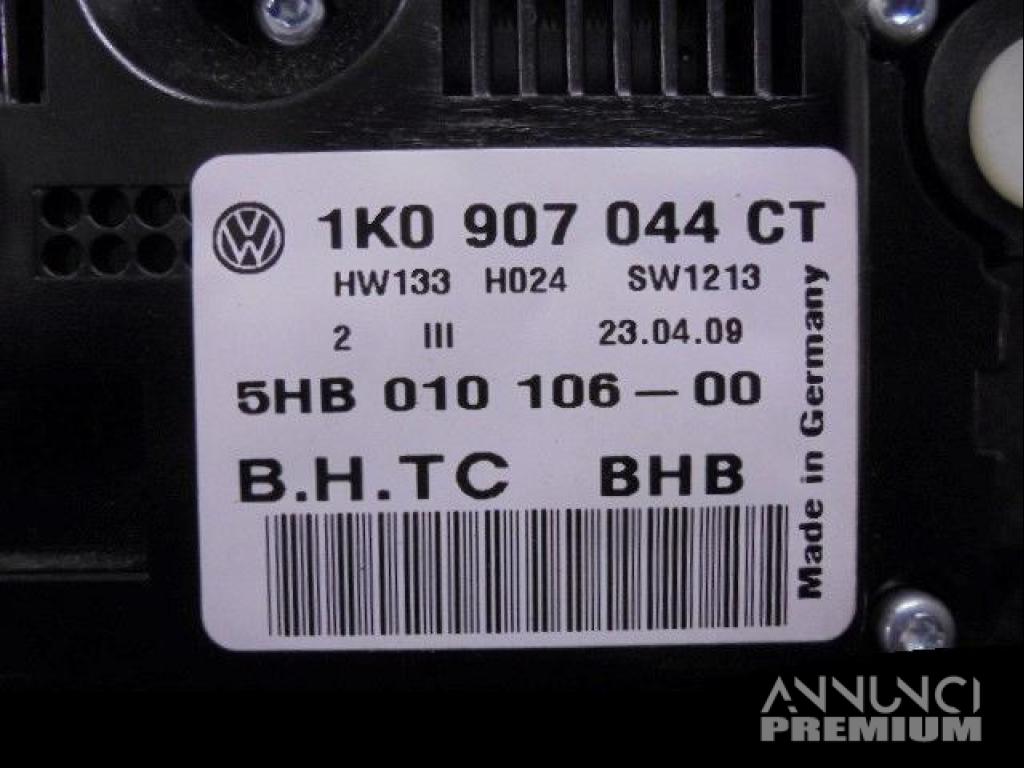 1K0 907 044 CT
HW133 H024 SW1213
2 III 23.04.09
5HB 010 106-00
B.H.TC BHB
Made in Germany
ANNUNCI
PREMIUM